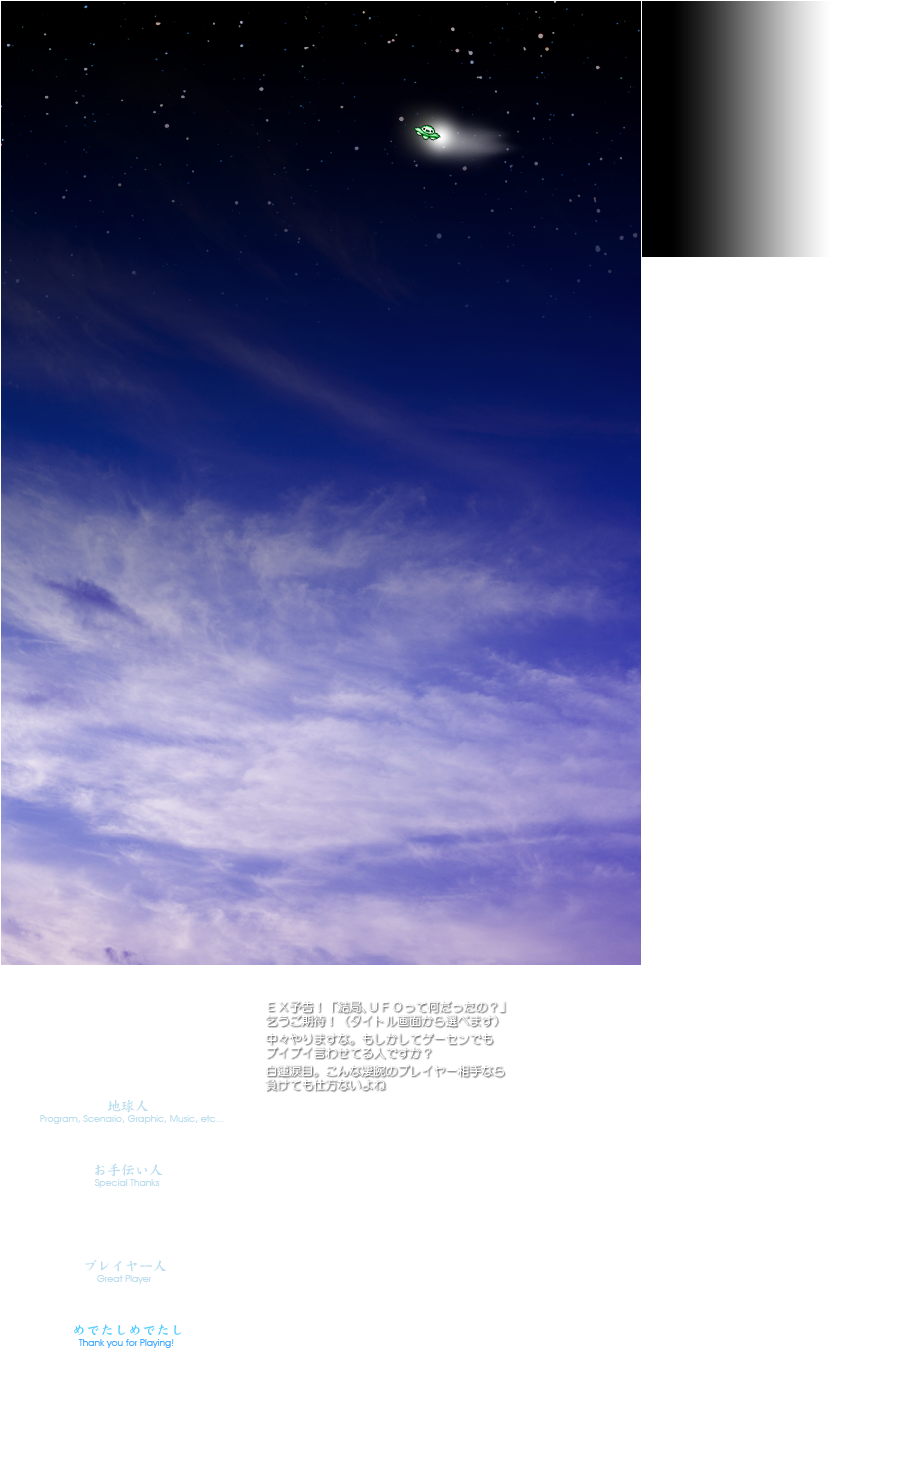 ＥＸ予告！「結局、ＵＦＯって何だったの？」
乞うご期待！（タイトル画面から選べます）
中々やりますな。もしかしてゲーセンでも
ブイブイ言わせてる人ですか？
白蓮涙目。こんな凄腕のプレイヤー相手なら
負けても仕方ないよね
地球人
Program, Scenario, Graphic, Music, etc...
お手伝い人
Special Thanks
プレイヤー人
Great Player
めでたしめでたし
Thank you for Playing!